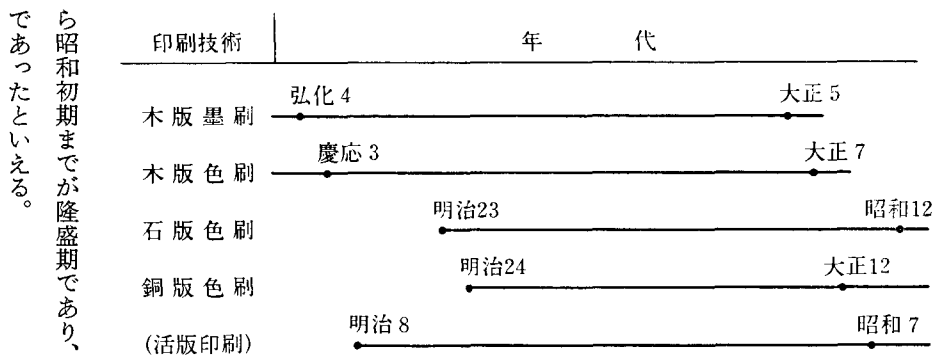 ら昭和初期までが隆盛期であり、
であったといえる。
印刷技術 年代
弘化4 大正5
木版墨刷
慶応3 大正7
木版色刷
明治23 昭和12
石版色刷
明治24 大正12
銅版色刷
明治8 昭和7
(活版印刷)